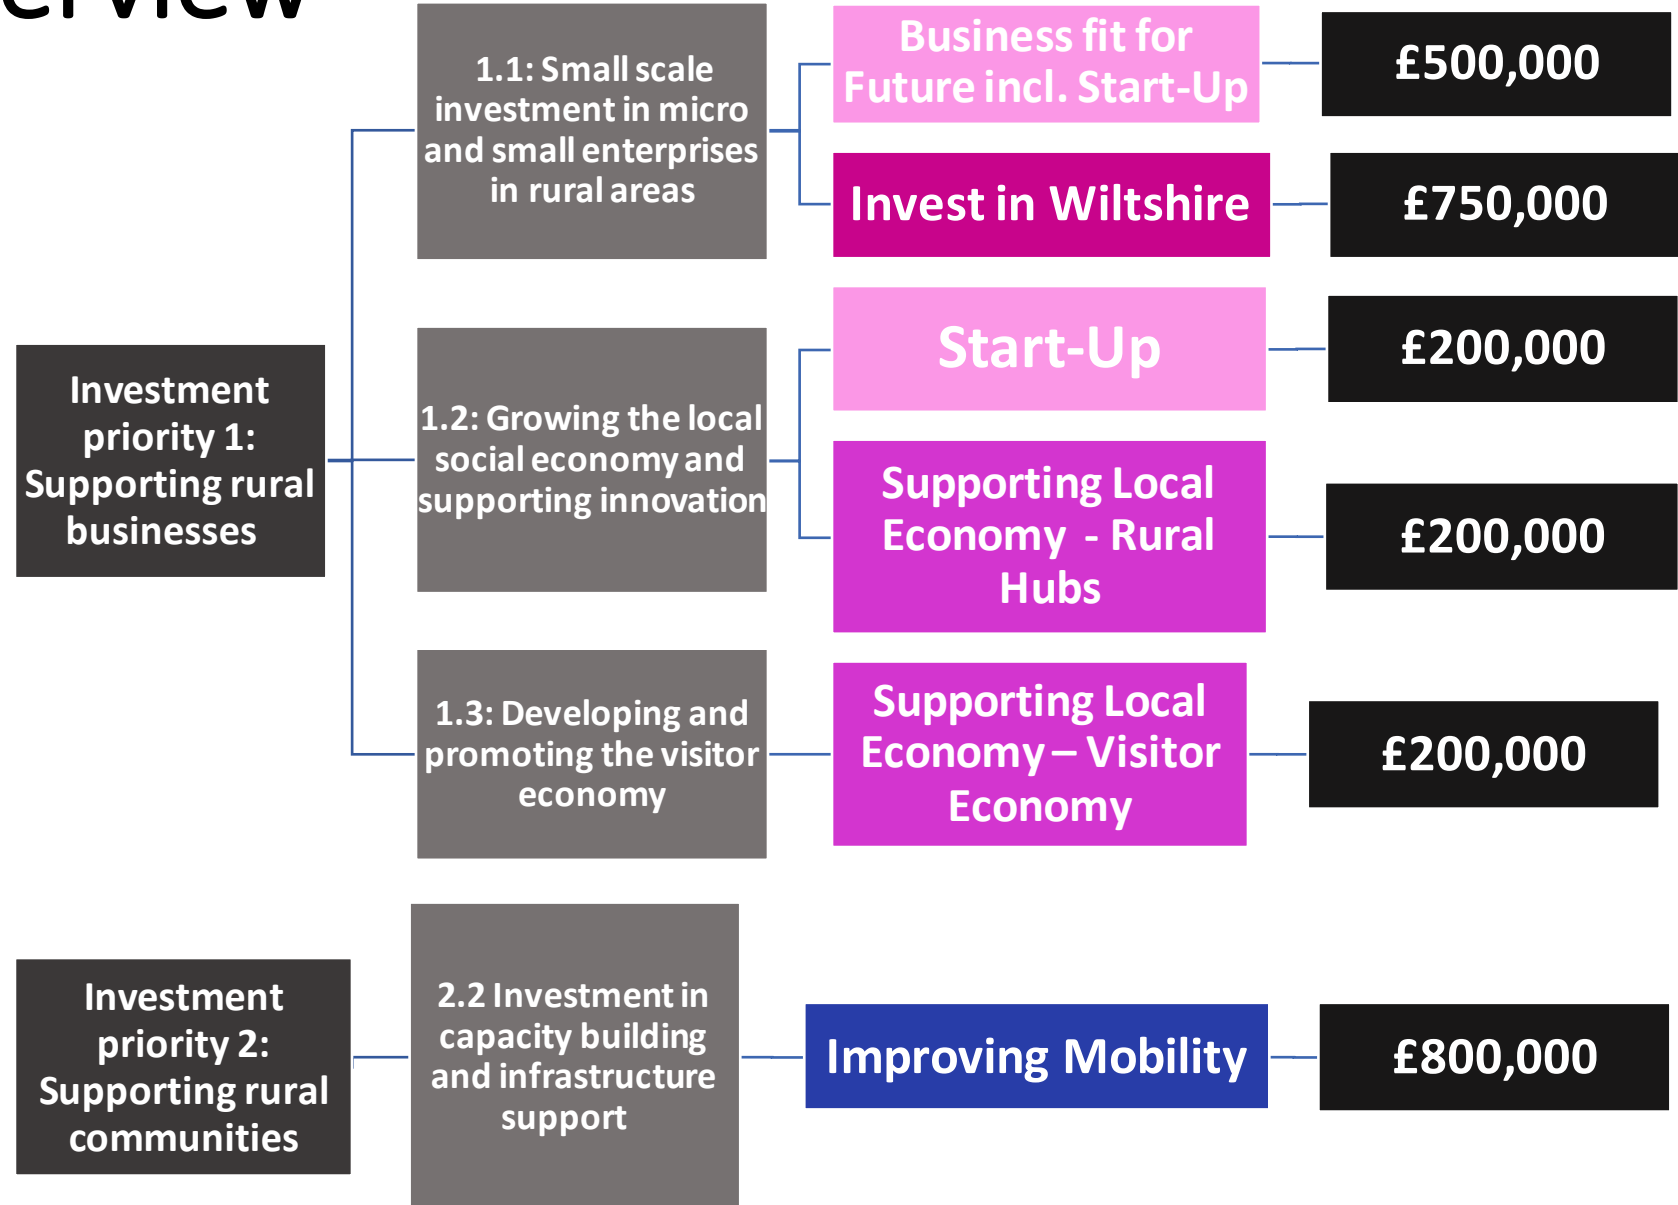 erview
1.1: Small scale
investment in micro
and small enterprises
in rural areas
Business fit for
Future incl. Start-Up
£500,000
Invest in Wiltshire
£750,000
Investment
priority 1:
Supporting rural
businesses
1.2: Growing the local
social economy and
supporting innovation
Start-Up
£200,000
Supporting Local
Economy - Rural
Hubs
£200,000
1.3: Developing and
promoting the visitor
economy
Supporting Local
Economy – Visitor
Economy
£200,000
Investment
priority 2:
Supporting rural
communities
2.2 Investment in
capacity building
and infrastructure
support
Improving Mobility
£800,000